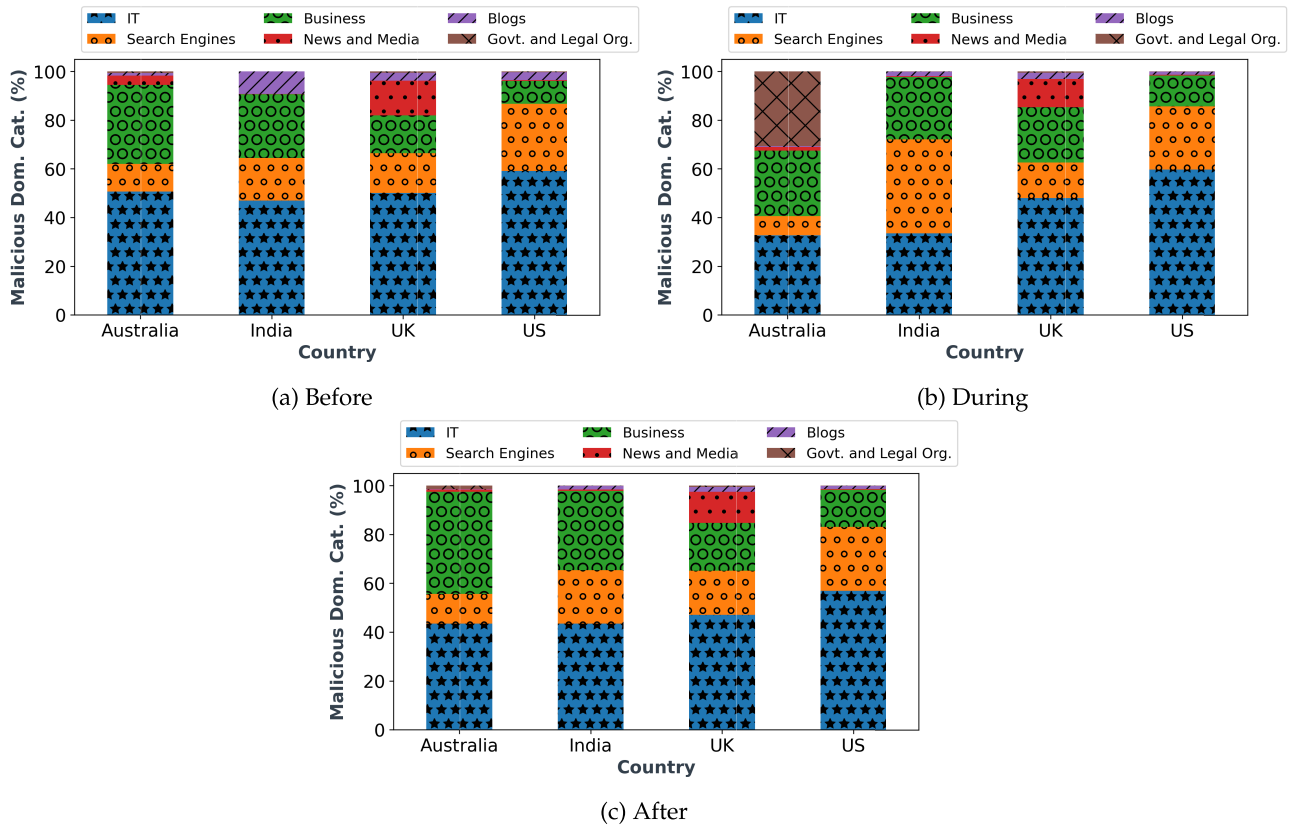 IT Business Blogs
Search Engines News and Media Govt. and Legal Org.
Malicious Dom. Cat. (%)
100
80
60
40
20
0
Australia India UK US
Country
(a) Before
IT Business Blogs
Search Engines News and Media Govt. and Legal Org.
Malicious Dom. Cat. (%)
100
80
60
40
20
0
Australia India UK US
Country
(b) During
IT Business Blogs
Search Engines News and Media Govt. and Legal Org.
Malicious Dom. Cat. (%)
100
80
60
40
20
0
Australia India UK US
Country
(c) After